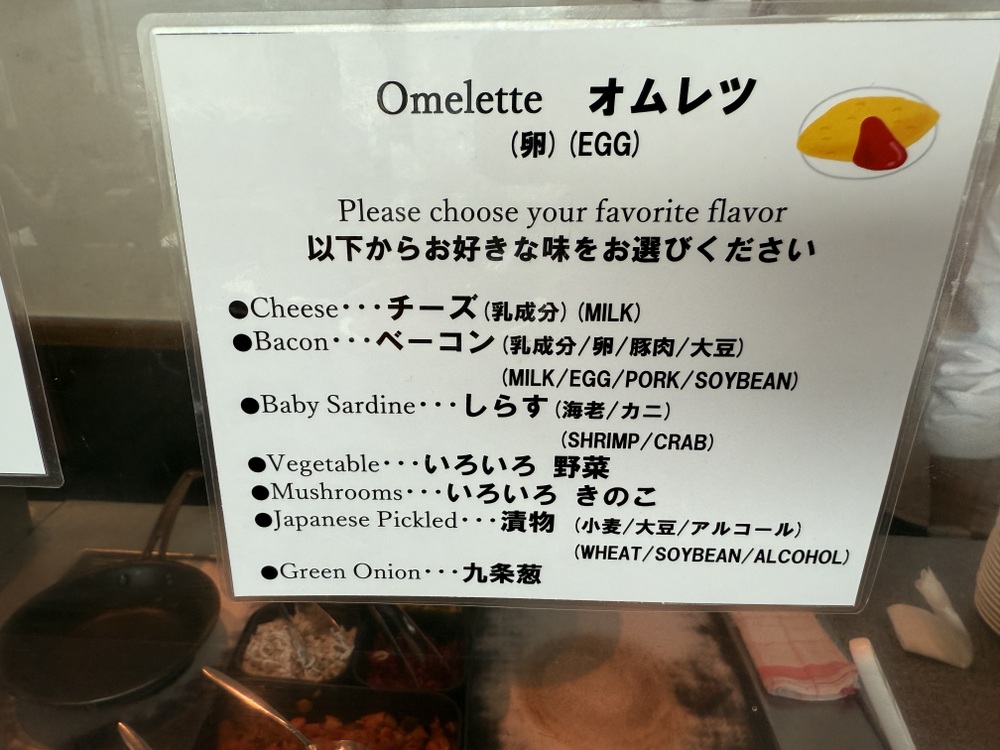 Omelette オムレツ
(卵) (EGG)
Please choose your favorite flavor
以下からお好きな味をお選びください
●Cheese･･･チーズ(乳成分) (MILK)
●Bacon･･･ベーコン(乳成分/卵/豚肉/大豆)
(MILK/EGG/PORK/SOYBEAN)
●Baby Sardine･･･しらす(海老/カニ)
(SHRIMP/CRAB)
●Vegetable･･･いろいろ 野菜
●Mushrooms･･･いろいろ きのこ
●Japanese Pickled･･･漬物 (小麦/大豆/アルコール)
(WHEAT/SOYBEAN/ALCOHOL)
●Green Onion･･･九条葱